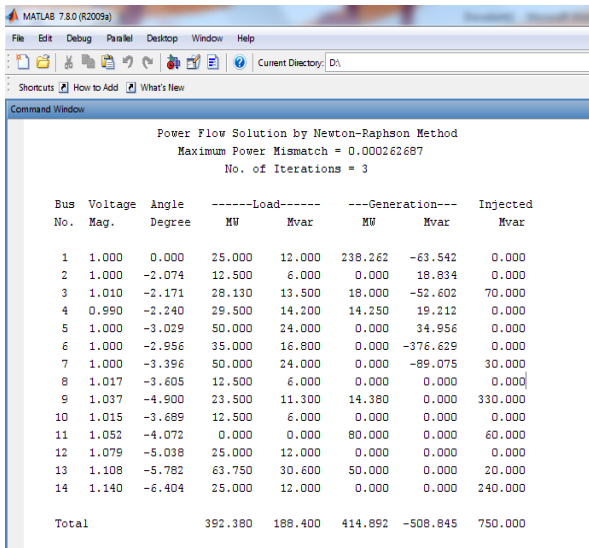 MATLAB 7.8.0 (R2009a)
File Edit Debug Parallel Desktop Window Help
Current Directory: D:\
Shortcuts How to Add What's New
Command Window
Power Flow Solution by Newton-Raphson Method
Maximum Power Mismatch = 0.000262687
No. of Iterations = 3
Bus Voltage Angle ------Load------ ---Generation--- Injected
No. Mag. Degree MW Mvar MW Mvar Mvar
1 1.000 0.000 25.000 12.000 238.262 -63.542 0.000
2 1.000 -2.074 12.500 6.000 0.000 18.834 0.000
3 1.010 -2.171 28.130 13.500 18.000 -52.602 70.000
4 0.990 -2.240 29.500 14.200 14.250 19.212 0.000
5 1.000 -3.029 50.000 24.000 0.000 34.956 0.000
6 1.000 -2.956 35.000 16.800 0.000 -376.629 0.000
7 1.000 -3.396 50.000 24.000 0.000 -89.075 30.000
8 1.017 -3.605 12.500 6.000 0.000 0.000 0.000
9 1.037 -4.900 23.500 11.300 14.380 0.000 330.000
10 1.015 -3.689 12.500 6.000 0.000 0.000 0.000
11 1.052 -4.072 0.000 0.000 80.000 0.000 60.000
12 1.079 -5.038 25.000 12.000 0.000 0.000 0.000
13 1.108 -5.782 63.750 30.600 50.000 0.000 20.000
14 1.140 -6.404 25.000 12.000 0.000 0.000 240.000
Total 392.380 188.400 414.892 -508.845 750.000